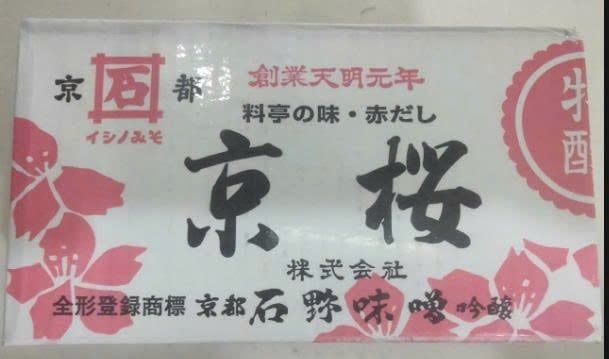 京 石 都
イシノみそ
創業天明元年
料亭の味・赤だし
京桜
特
醸
株式会社
全形登録商標 京都 石野味噌 吟醸